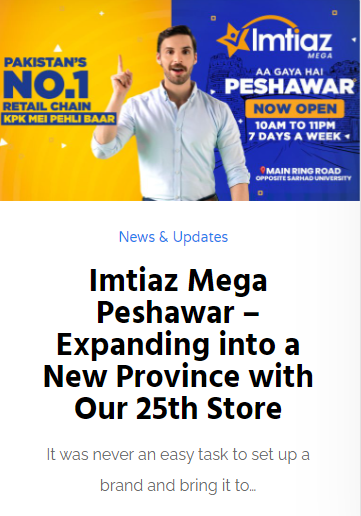 PAKISTAN'S
NO.1
RETAIL CHAIN
KPK MEI PEHLI BAAR
Imtiaz
MEGA
AA GAYA HAI
PESHAWAR
NOW OPEN
10AM TO 11PM
7 DAYS A WEEK
MAIN RING ROAD
OPPOSITE SARHAD UNIVERSITY
News & Updates
Imtiaz Mega
Peshawar –
Expanding into a
New Province with
Our 25th Store
It was never an easy task to set up a
brand and bring it to…